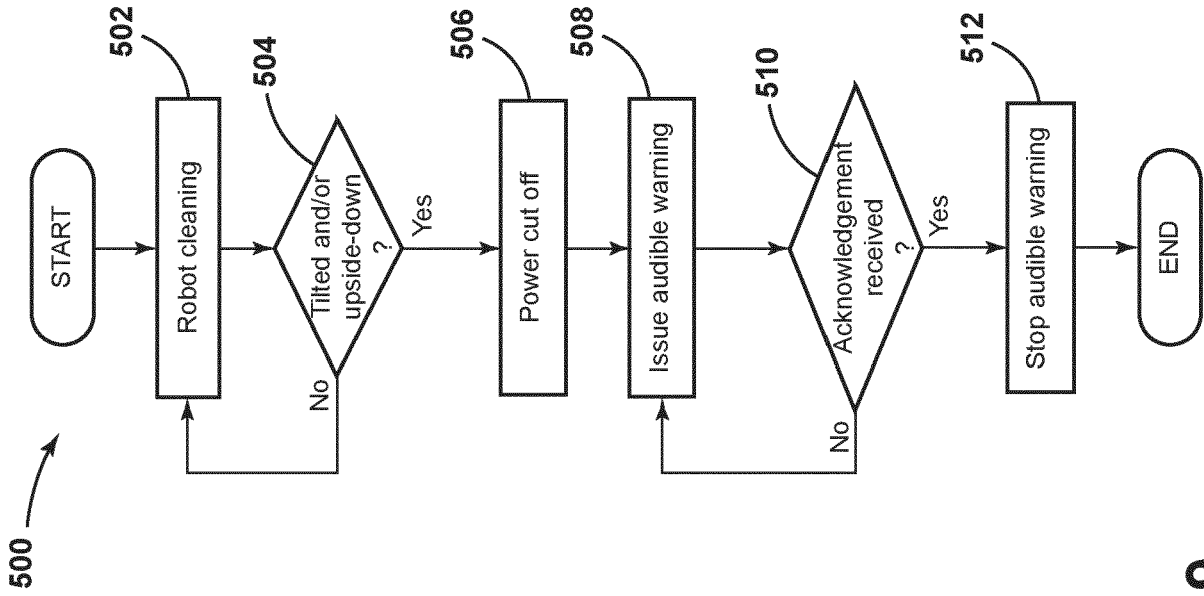 500
START
Robot cleaning
502
Tilted and/or
upside-down
?
504
No
Yes
Power cut off
506
Issue audible warning
508
Acknowledgement
received
?
510
No
Yes
Stop audible warning
512
END